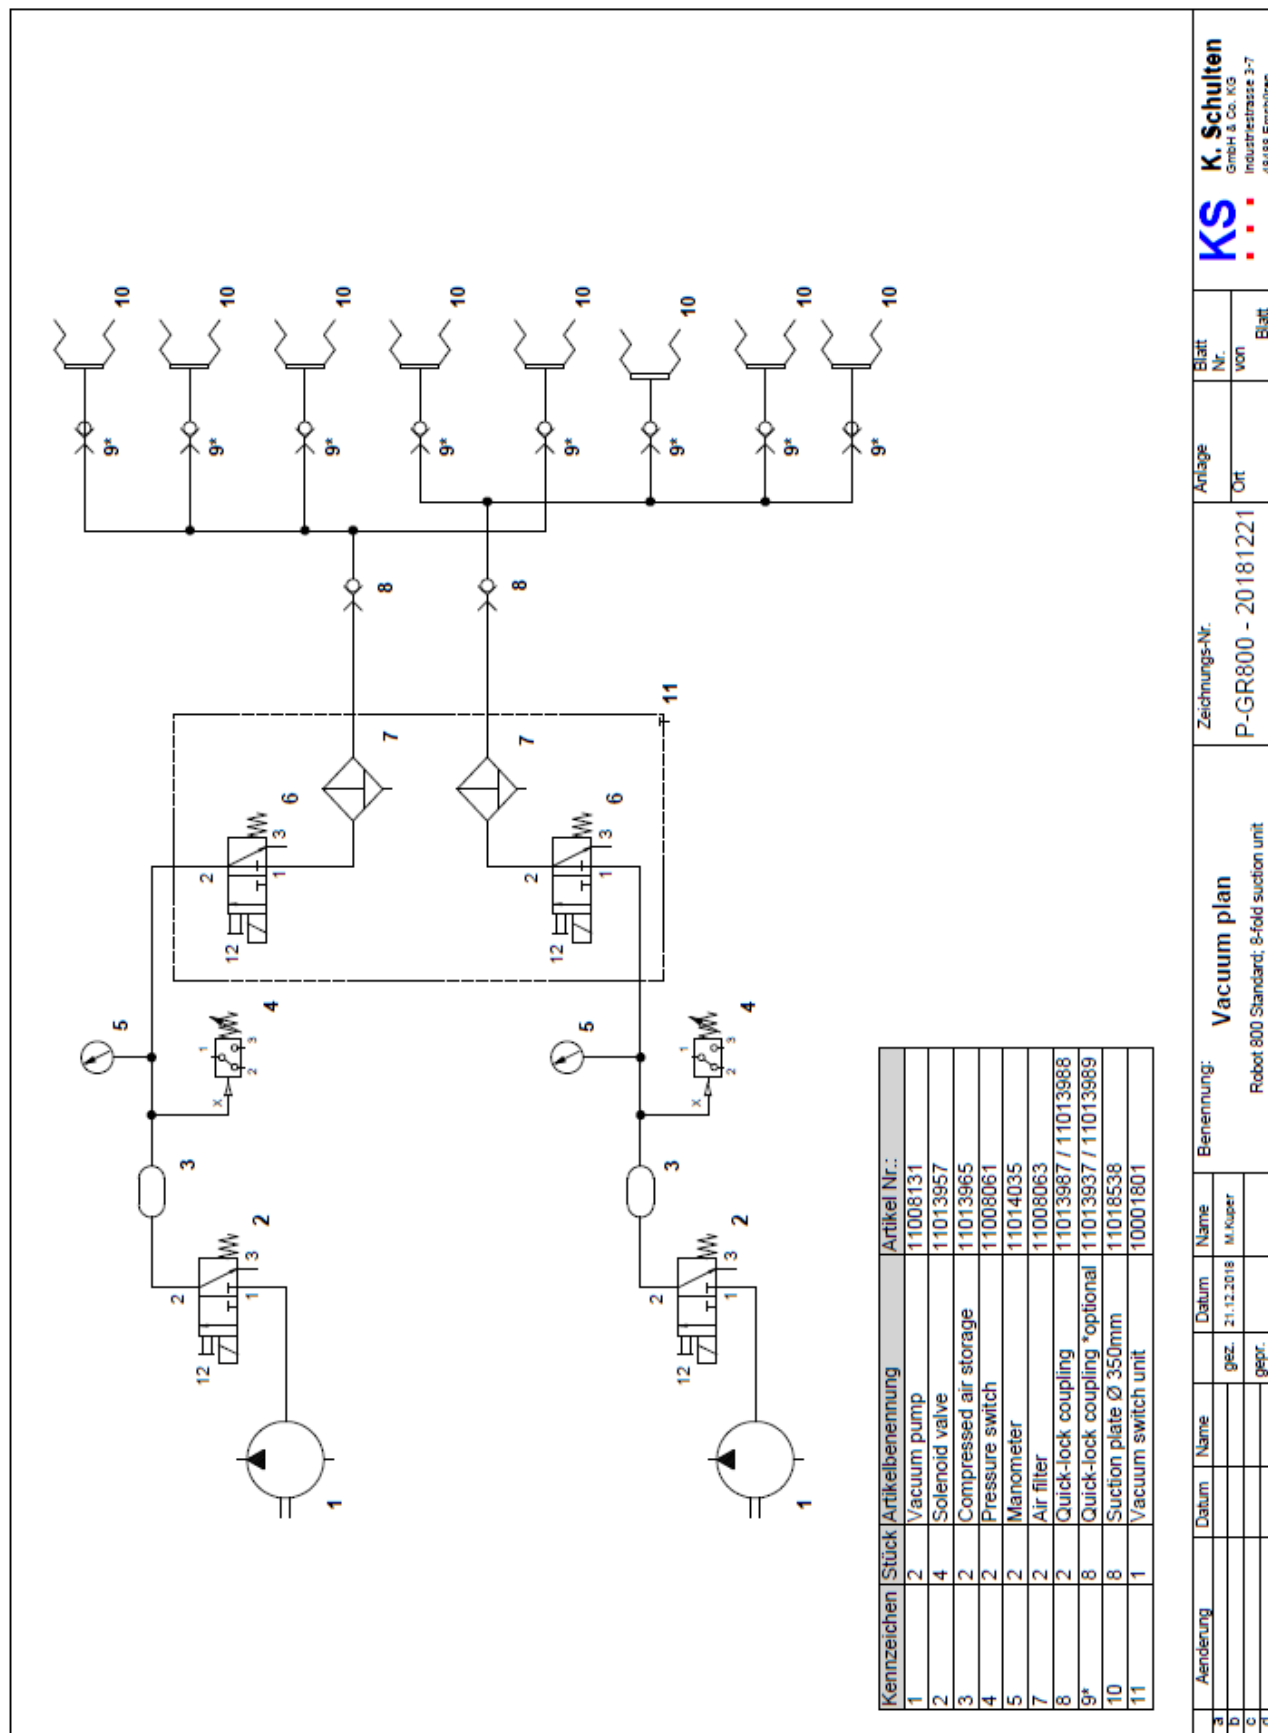 10
10
10
10
10
10
10
10
9*
9*
9*
9*
9*
9*
9*
9*
8
8
11
7
7
6
2
3
1
12
6
2
3
1
12
5
4
1
3
2
x
5
4
1
3
2
x
3
3
2
2
3
1
12
2
2
3
1
12
1
1
Kennzeichen Stück Artikelbenennung Artikel Nr.:
1 2 Vacuum pump 11008131
2 4 Solenoid valve 11013957
3 2 Compressed air storage 11013965
4 2 Pressure switch 11008061
5 2 Manometer 11014035
7 2 Air filter 11008063
8 2 Quick-lock coupling 11013987 / 11013988
9* 8 Quick-lock coupling *optional 11013937 / 11013989
10 8 Suction plate Ø 350mm 11018538
11 1 Vacuum switch unit 10001801
Aenderung Datum Name Datum Name
a
b
c
d
gez. 21.12.2018 M.Kuper
gepr.
Benennung:
Vacuum plan
Robot 800 Standard; 8-fold suction unit
Zeichnungs-Nr.
P-GR800 - 20181221
Anlage
Ort
Blatt
Nr.
von
Blatt
KS
K. Schulten
GmbH & Co. KG
Industriestrasse 3-7
48488 Emsbüren